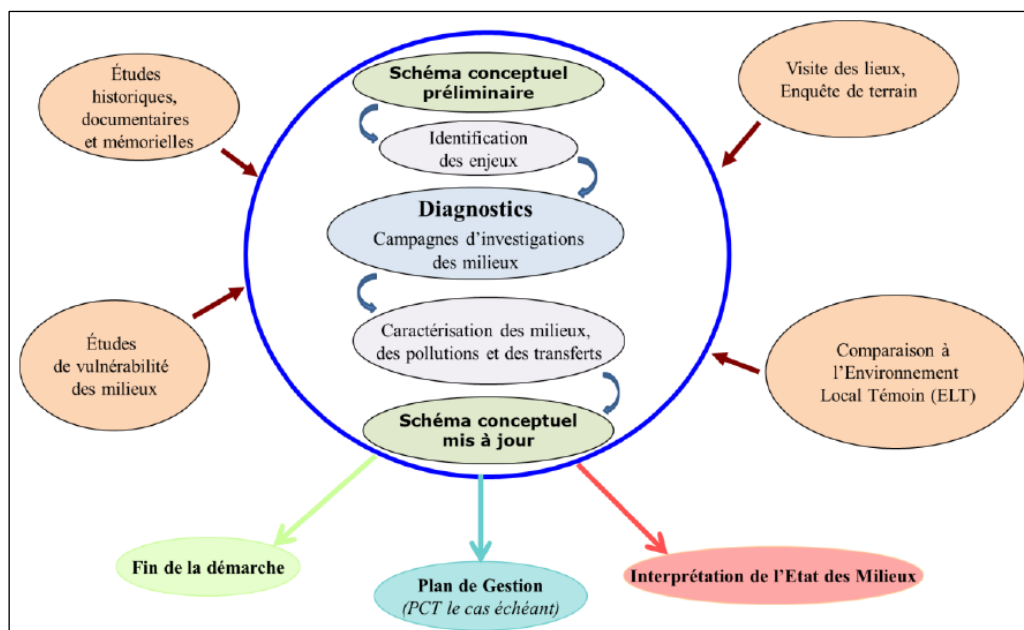 Études
historiques,
documentaires
et mémorielles
Schéma conceptuel
préliminaire
Visite des lieux,
Enquête de terrain
Identification
des enjeux
Diagnostics
Campagnes d’investigations
des milieux
Études
de vulnérabilité
des milieux
Caractérisation des milieux,
des pollutions et des transferts
Comparaison à
l’Environnement
Local Témoin (ELT)
Schéma conceptuel
mis à jour
Fin de la démarche
Plan de Gestion
(PCT le cas échéant)
Interprétation de l’Etat des Milieux